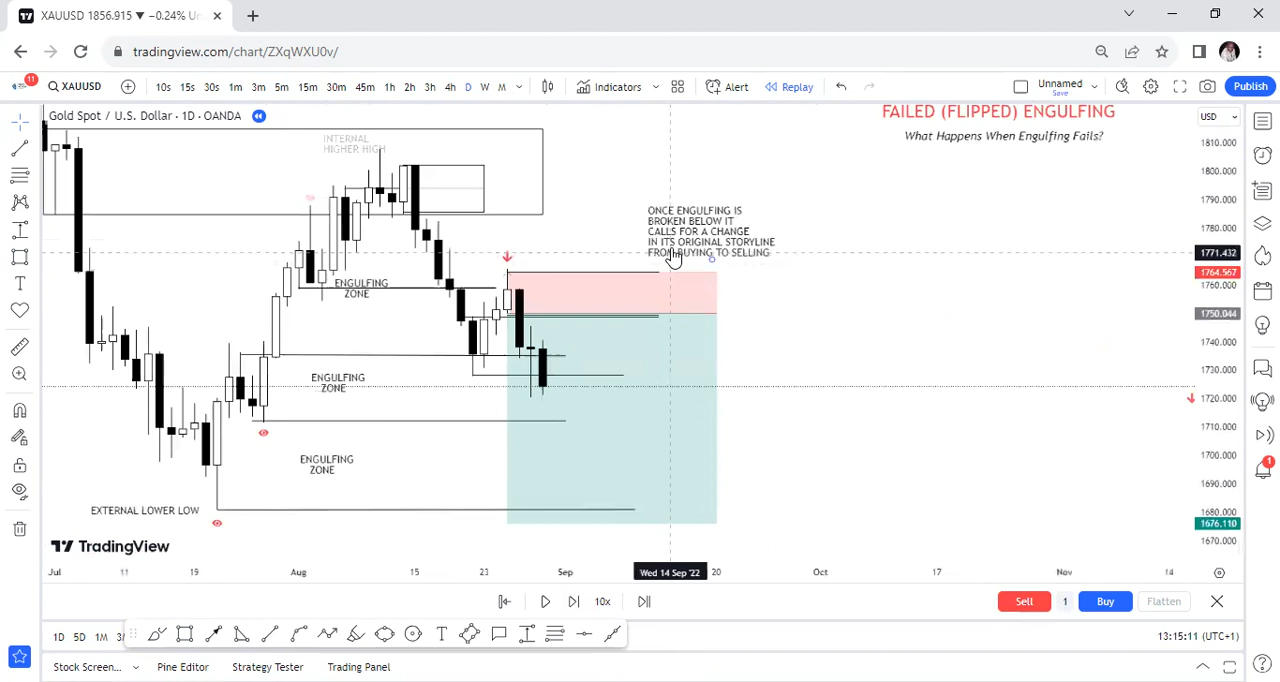 XAUUSD 1856.915 ▼ −0.24% Un
tradingview.com/chart/ZXqWXU0v/
11
XAUUSD
10s 15s 30s 1m 3m 5m 15m 30m 45m 1h 2h 3h 4h D W M
Indicators
Alert
Replay
Unnamed
Save
Publish
Gold Spot / U.S. Dollar · 1D · OANDA
USD
FAILED (FLIPPED) ENGULFING
What Happens When Engulfing Fails?
INTERNAL
HIGHER HIGH
ONCE ENGULFING IS
BROKEN BELOW IT
CALLS FOR A CHANGE
IN ITS ORIGINAL STORYLINE
FROM BUYING TO SELLING
ENGULFING
ZONE
ENGULFING
ZONE
ENGULFING
ZONE
EXTERNAL LOWER LOW
TradingView
1810.000
1800.000
1790.000
1780.000
1771.432
1764.567
1760.000
1750.044
1740.000
1730.000
1720.000
1710.000
1700.000
1690.000
1680.000
1676.110
1670.000
Jul 11 19 Aug 15 23 Sep Wed 14 Sep '22 20 Oct 17 Nov 14
10x
Sell 1 Buy Flatten
1D 5D 1M
13:15:11 (UTC+1)
Stock Screen... Pine Editor Strategy Tester Trading Panel
1